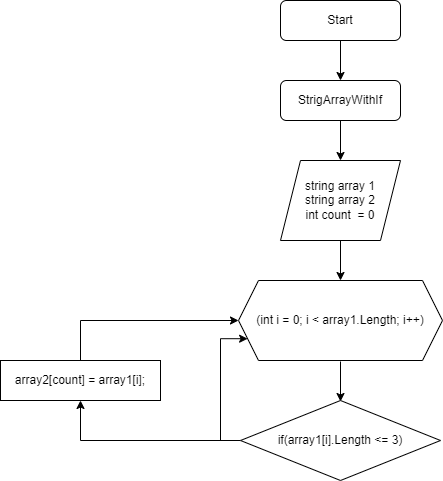 Start
StrigArrayWithIf
string array 1
string array 2
int count  = 0
(int i = 0; i < array1.Length; i++)
array2[count] = array1[i];
if(array1[i].Length <= 3)